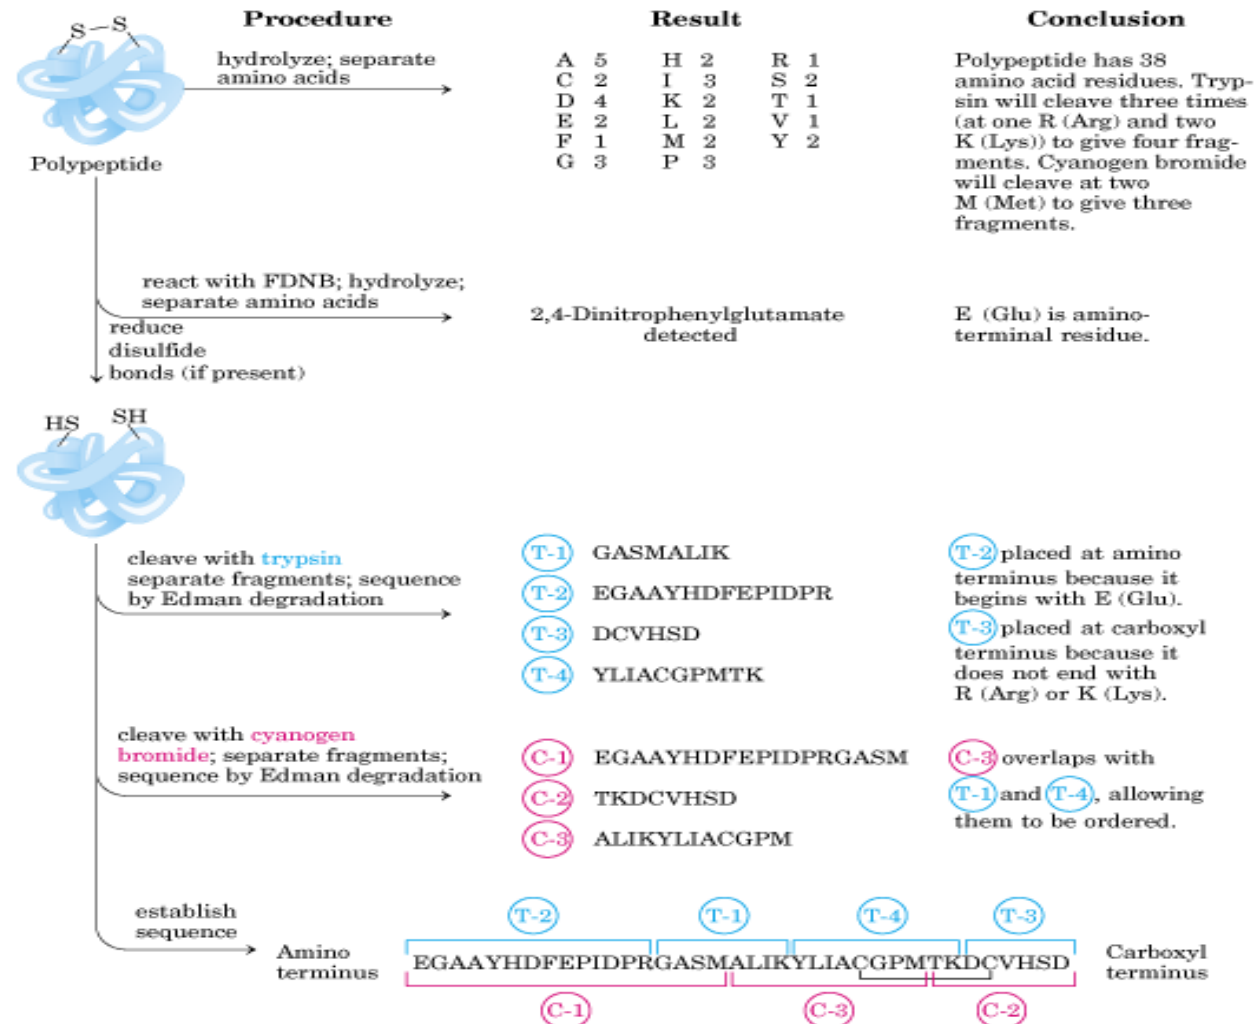 Procedure
Result
Conclusion
S–S
Polypeptide
hydrolyze; separate
amino acids
A 5 H 2 R 1
C 2 I 3 S 2
D 4 K 2 T 1
E 2 L 2 V 1
F 1 M 2 Y 2
G 3 P 3
Polypeptide has 38
amino acid residues. Tryp-
sin will cleave three times
(at one R (Arg) and two
K (Lys)) to give four frag-
ments. Cyanogen bromide
will cleave at two
M (Met) to give three
fragments.
react with FDNB; hydrolyze;
separate amino acids
reduce
disulfide
bonds (if present)
2,4-Dinitrophenylglutamate
detected
E (Glu) is amino-
terminal residue.
HS
SH
cleave with trypsin
separate fragments; sequence
by Edman degradation
T-1 GASMALIK
T-2 EGAAYHDFEPIDPR
T-3 DCVHSD
T-4 YLIACGPMTK
T-2 placed at amino
terminus because it
begins with E (Glu).
T-3 placed at carboxyl
terminus because it
does not end with
R (Arg) or K (Lys).
cleave with cyanogen
bromide; separate fragments;
sequence by Edman degradation
C-1 EGAAYHDFEPIDPRGASM
C-2 TKDCVHSD
C-3 ALIKYLIACGPM
C-3 overlaps with
T-1 and T-4, allowing
them to be ordered.
establish
sequence
T-2 T-1 T-4 T-3
Amino
terminus
EGAAYHDFEPIDPRGASMALIKYLIACGPMTKDCVHSD
Carboxyl
terminus
C-1 C-3 C-2